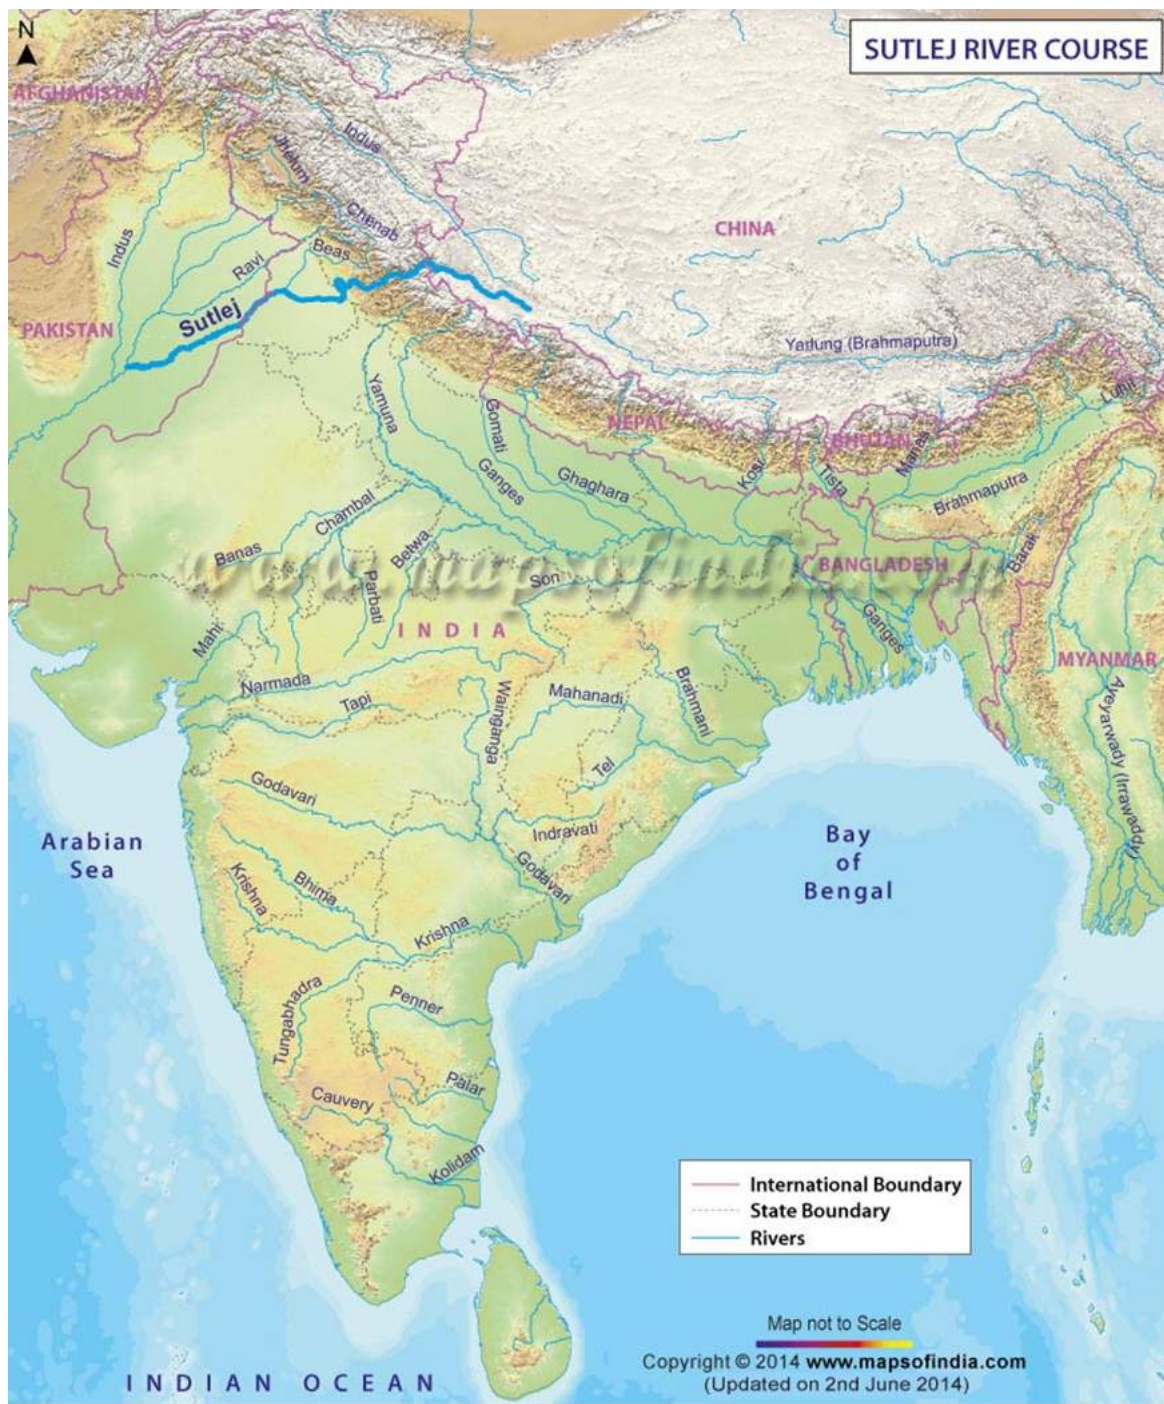 N
SUTLEJ RIVER COURSE
AFGHANISTAN
Indus
Jhelum
Chenab
CHINA
Indus
Ravi
Beas
Sutlej
PAKISTAN
Yarlung (Brahmaputra)
Yamuna
Gomati
NEPAL
BHUTAN
Luhil
Ganges
Ghaghara
Kosi
Tista
Manas
Brahmaputra
Chambal
Banas
Betwa
Parbati
Son
BANGLADESH
Barak
www.mapsofindia.com
Mahi
INDIA
Ganges
MYANMAR
Narmada
Tapi
Wainganga
Mahanadi
Brahmani
Ayeyarwady (Irrawaddy)
Tel
Godavari
Indravati
Arabian
Sea
Bay
of
Bengal
Godavari
Krishna
Bhima
Krishna
Tungabhadra
Penner
Palar
Cauvery
Kolidam
International Boundary
State Boundary
Rivers
Map not to Scale
Copyright © 2014 www.mapsofindia.com
(Updated on 2nd June 2014)
INDIAN OCEAN